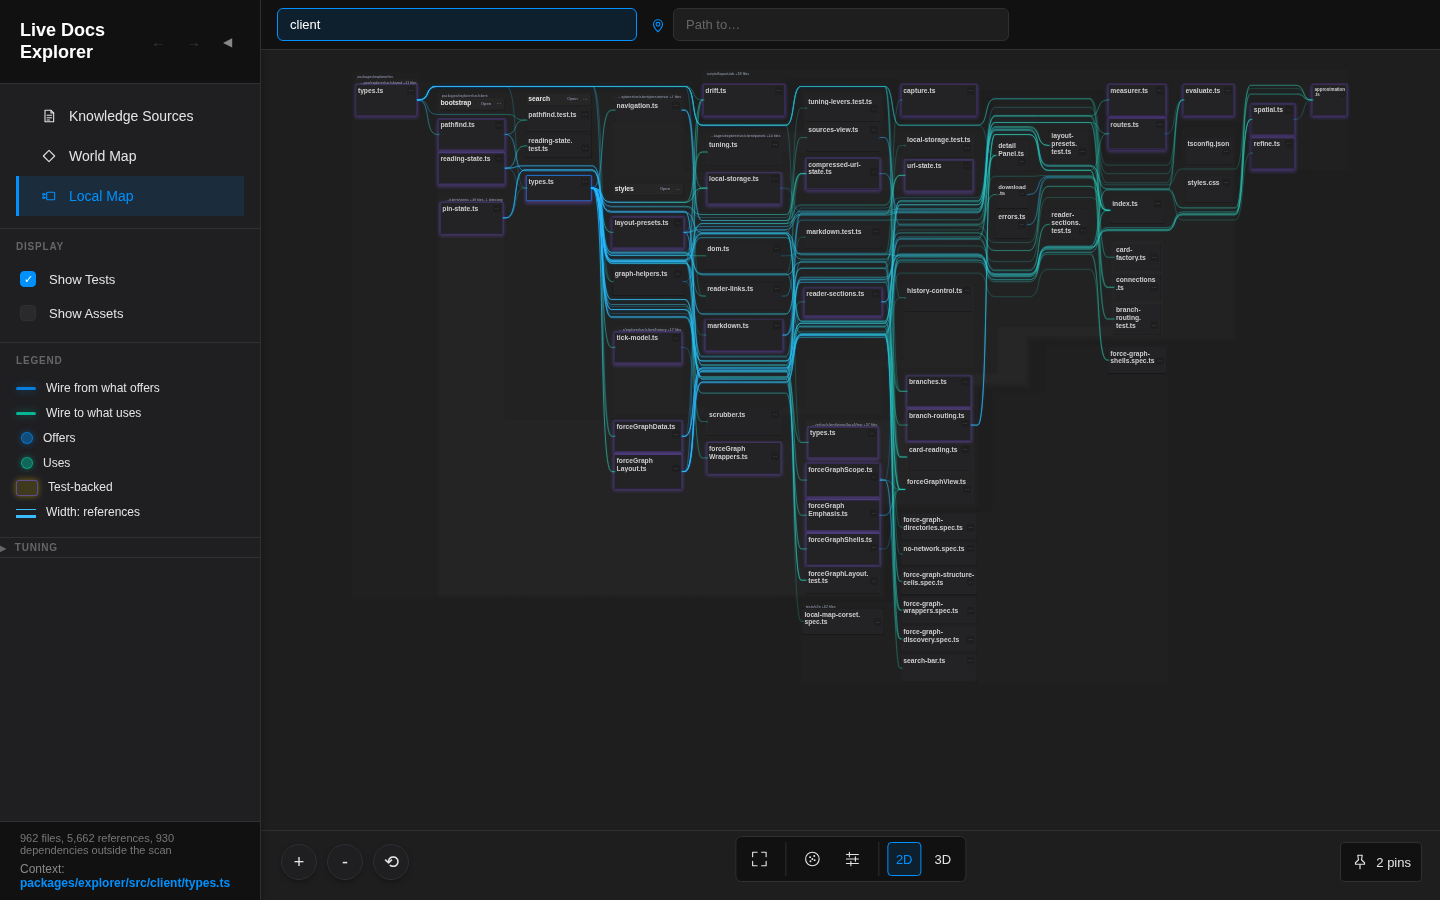 Live Docs
Explorer
← → ◀
client
Path to…
Knowledge Sources
World Map
Local Map
DISPLAY
Show Tests
Show Assets
LEGEND
Wire from what offers
Wire to what uses
Offers
Uses
Test-backed
Width: references
TUNING
962 files, 5,662 references, 930
dependencies outside the scan
Context:
packages/explorer/src/client/types.ts
types.ts
bootstrap
Open
pathfind.ts
reading-state.ts
pin-state.ts
search
Open
pathfind.test.ts
reading-state.
test.ts
types.ts
navigation.ts
styles
Open
layout-presets.ts
graph-helpers.ts
tick-model.ts
forceGraphData.ts
forceGraph
Layout.ts
drift.ts
tuning.ts
local-storage.ts
dom.ts
reader-links.ts
markdown.ts
scrubber.ts
forceGraph
Wrappers.ts
tuning-levers.test.ts
sources-view.ts
compressed-url-
state.ts
markdown.test.ts
reader-sections.ts
types.ts
forceGraphScope.ts
forceGraph
Emphasis.ts
forceGraphShells.ts
forceGraphLayout.
test.ts
local-map-corset.
spec.ts
capture.ts
local-storage.test.ts
url-state.ts
history-control.ts
branches.ts
branch-routing.ts
card-reading.ts
forceGraphView.ts
force-graph-
directories.spec.ts
no-network.spec.ts
force-graph-structure-
cells.spec.ts
force-graph-
wrappers.spec.ts
force-graph-
discovery.spec.ts
search-bar.ts
detail
Panel.ts
download
.ts
errors.ts
layout-
presets.
test.ts
reader-
sections.
test.ts
measurer.ts
routes.ts
index.ts
card-
factory.ts
connections
.ts
branch-
routing.
test.ts
force-graph-
shells.spec.ts
evaluate.ts
tsconfig.json
styles.css
spatial.ts
refine.ts
approximation
.ts
+
-
⟲
2D
3D
2 pins